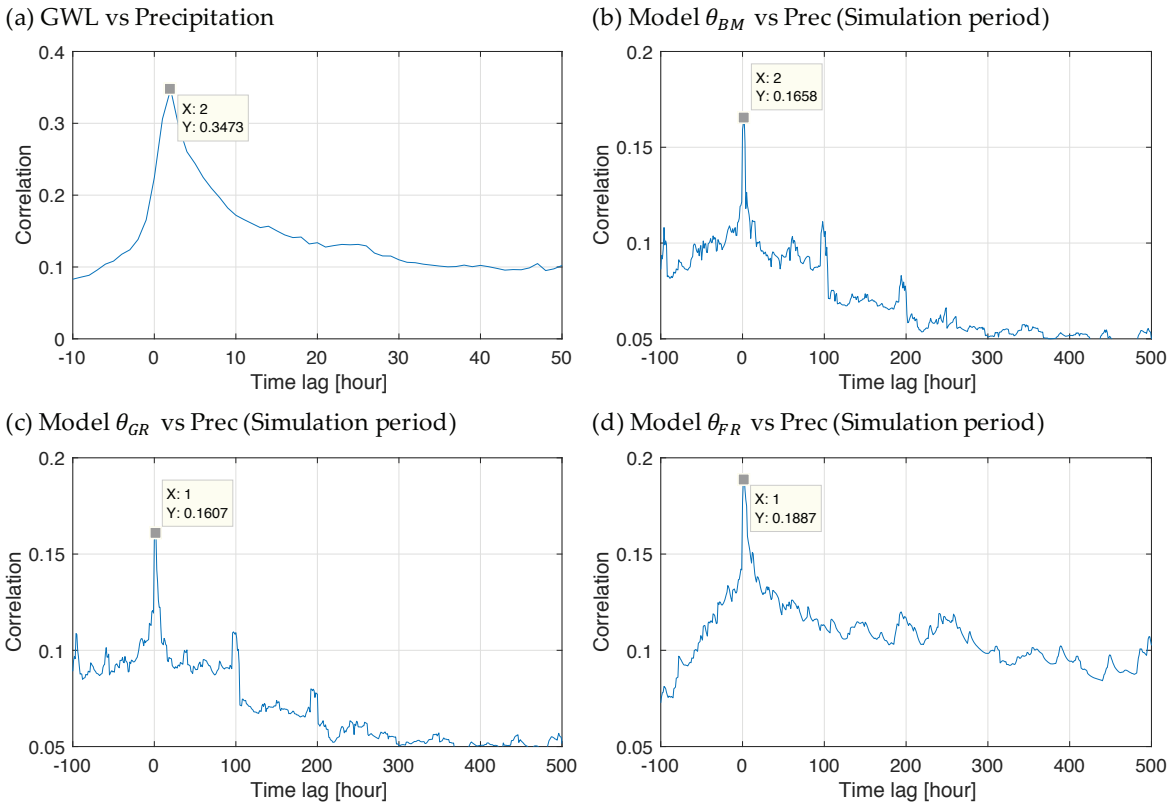 (a) GWL vs Precipitation
0.4
0.3
0.2
0.1
0
Correlation
X: 2
Y: 0.3473
-10 0 10 20 30 40 50
Time lag [hour]
(b) Model θ_BM vs Prec (Simulation period)
0.2
0.15
0.1
0.05
Correlation
X: 2
Y: 0.1658
-100 0 100 200 300 400 500
Time lag [hour]
(c) Model θ_GR vs Prec (Simulation period)
0.2
0.15
0.1
0.05
Correlation
X: 1
Y: 0.1607
-100 0 100 200 300 400 500
Time lag [hour]
(d) Model θ_FR vs Prec (Simulation period)
0.2
0.15
0.1
0.05
Correlation
X: 1
Y: 0.1887
-100 0 100 200 300 400 500
Time lag [hour]